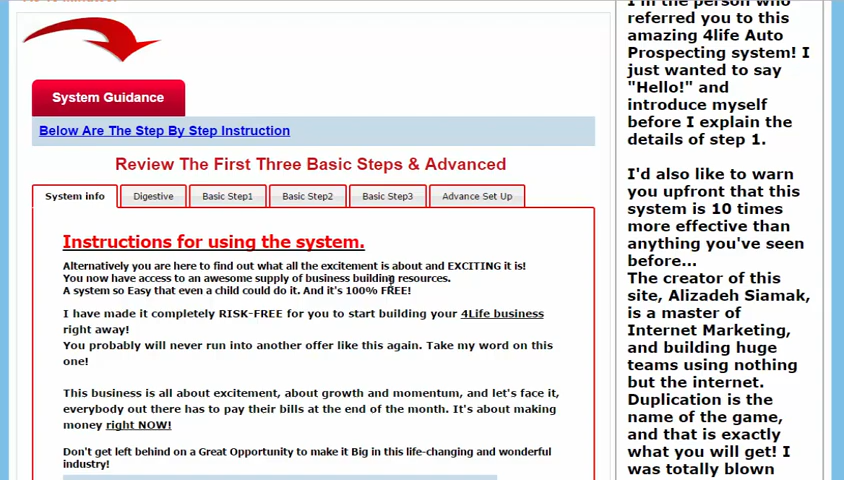 System Guidance
Below Are The Step By Step Instruction
Review The First Three Basic Steps & Advanced
System info
Digestive
Basic Step1
Basic Step2
Basic Step3
Advance Set Up
Instructions for using the system.
Alternatively you are here to find out what all the excitement is about and EXCITING it is!
You now have access to an awesome supply of business building resources.
A system so Easy that even a child could do it. And it's 100% FREE!
I have made it completely RISK-FREE for you to start building your 4Life business
right away!
You probably will never run into another offer like this again. Take my word on this
one!
This business is all about excitement, about growth and momentum, and let's face it,
everybody out there has to pay their bills at the end of the month. It's about making
money right NOW!
Don't get left behind on a Great Opportunity to make it Big in this life-changing and wonderful
industry!
I'm the person who
referred you to this
amazing 4life Auto
Prospecting system! I
just wanted to say
"Hello!" and
introduce myself
before I explain the
details of step 1.
I'd also like to warn
you upfront that this
system is 10 times
more effective than
anything you've seen
before...
The creator of this
site, Alizadeh Siamak,
is a master of
Internet Marketing,
and building huge
teams using nothing
but the internet.
Duplication is the
name of the game,
and that is exactly
what you will get! I
was totally blown